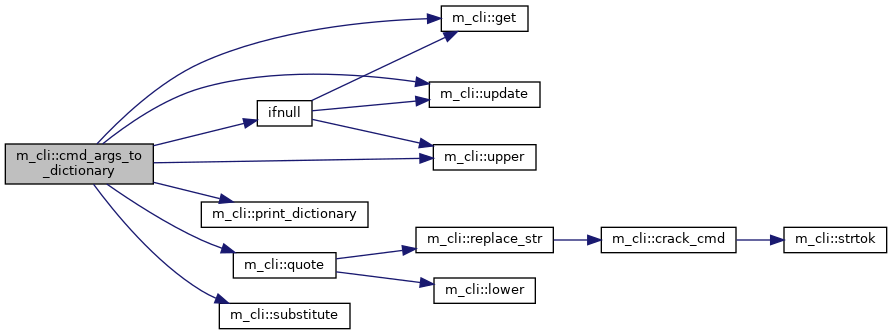 m_cli::get
m_cli::update
ifnull
m_cli::upper
m_cli::cmd_args_to
_dictionary
m_cli::print_dictionary
m_cli::replace_str
m_cli::crack_cmd
m_cli::strtok
m_cli::quote
m_cli::lower
m_cli::substitute